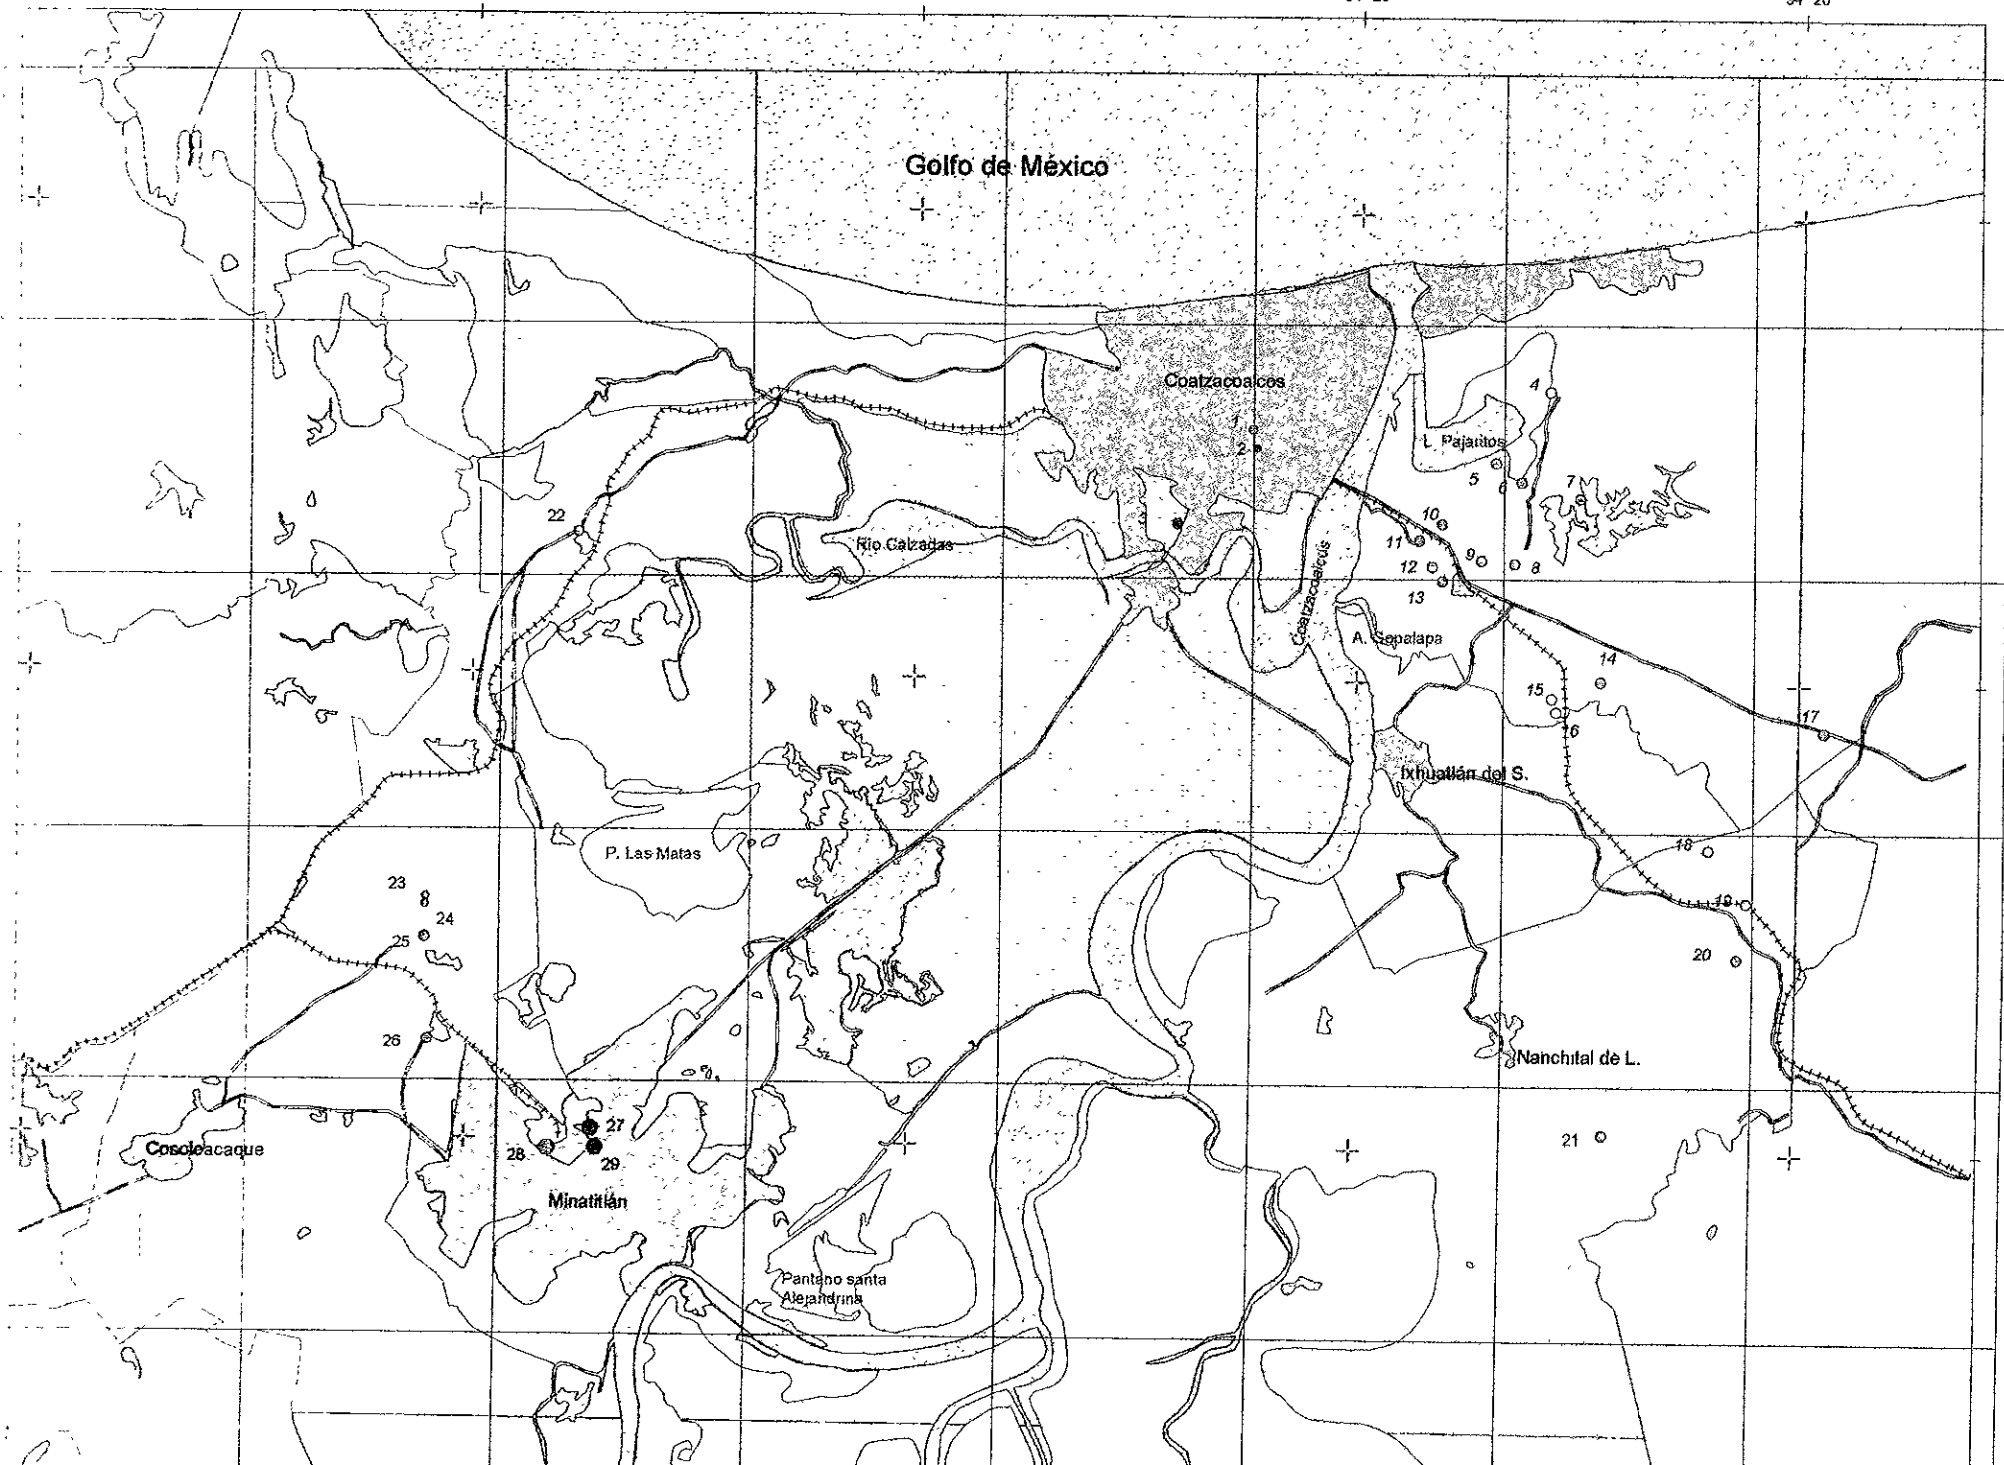 Golfo de México
Coatzacoalcos
1
2
4
L. Pajaritos
5
6
7
3
10
11
9
8
12
13
22
Río Calzadas
Coatzacoalcos
A. Gopalapa
14
15
16
17
Ixhuatlán del S.
P. Las Matas
18
23
24
25
19
20
26
Nanchital de L.
27
28
29
21
Cosoleacaque
Minatitlán
Pantano santa
Alejandrina